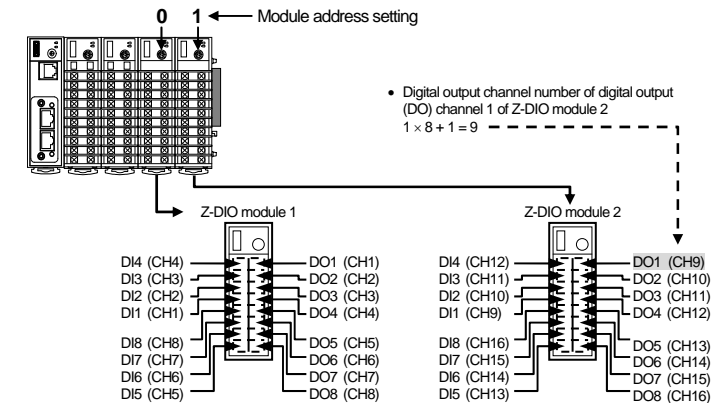 0 1 Module address setting
• Digital output channel number of digital output
(DO) channel 1 of Z-DIO module 2
1 × 8 + 1 = 9
Z-DIO module 1
DI4 (CH4)
DI3 (CH3)
DI2 (CH2)
DI1 (CH1)
DI8 (CH8)
DI7 (CH7)
DI6 (CH6)
DI5 (CH5)
DO1 (CH1)
DO2 (CH2)
DO3 (CH3)
DO4 (CH4)
DO5 (CH5)
DO6 (CH6)
DO7 (CH7)
DO8 (CH8)
Z-DIO module 2
DI4 (CH12)
DI3 (CH11)
DI2 (CH10)
DI1 (CH9)
DI8 (CH16)
DI7 (CH15)
DI6 (CH14)
DI5 (CH13)
DO1 (CH9)
DO2 (CH10)
DO3 (CH11)
DO4 (CH12)
DO5 (CH13)
DO6 (CH14)
DO7 (CH15)
DO8 (CH16)